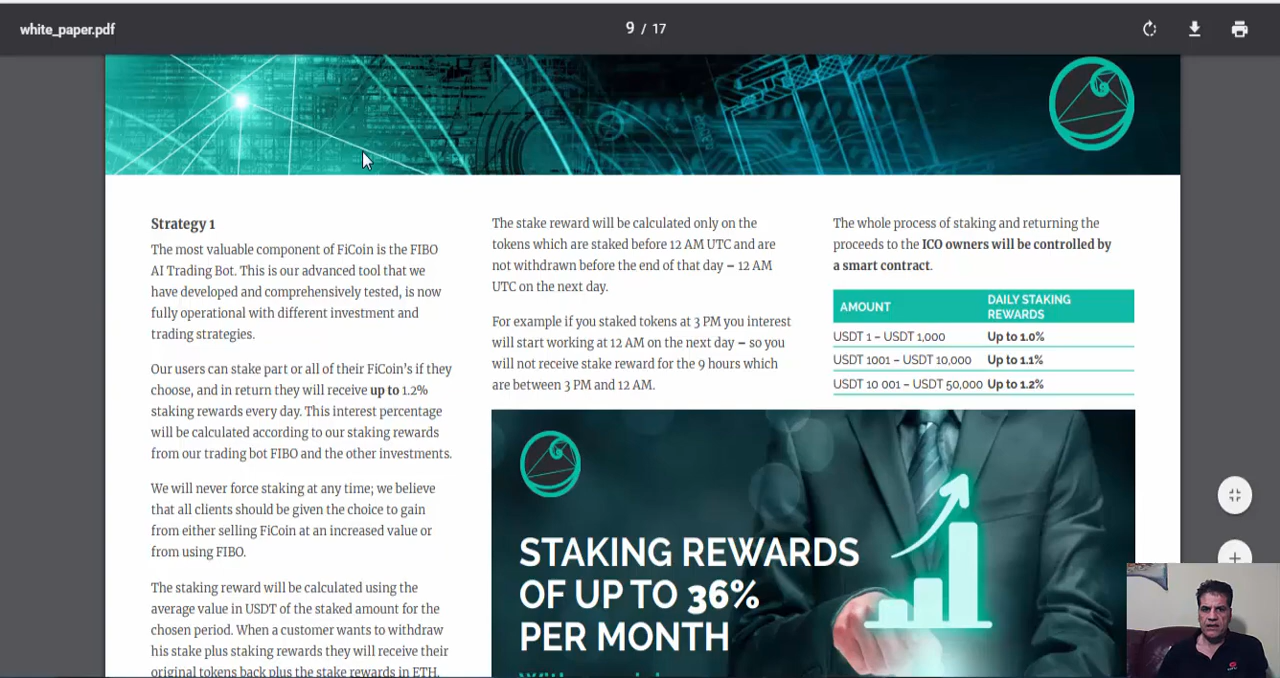 white_paper.pdf
9 / 17
Strategy 1
The most valuable component of FiCoin is the FIBO
AI Trading Bot. This is our advanced tool that we
have developed and comprehensively tested, is now
fully operational with different investment and
trading strategies.
Our users can stake part or all of their FiCoin's if they
choose, and in return they will receive up to 1.2%
staking rewards every day. This interest percentage
will be calculated according to our staking rewards
from our trading bot FIBO and the other investments.
We will never force staking at any time; we believe
that all clients should be given the choice to gain
from either selling FiCoin at an increased value or
from using FIBO.
The staking reward will be calculated using the
average value in USDT of the staked amount for the
chosen period. When a customer wants to withdraw
his stake plus staking rewards they will receive their
original tokens back plus the stake rewards in ETH.
The stake reward will be calculated only on the
tokens which are staked before 12 AM UTC and are
not withdrawn before the end of that day – 12 AM
UTC on the next day.
For example if you staked tokens at 3 PM you interest
will start working at 12 AM on the next day – so you
will not receive stake reward for the 9 hours which
are between 3 PM and 12 AM.
The whole process of staking and returning the
proceeds to the ICO owners will be controlled by
a smart contract.
AMOUNT DAILY STAKING
REWARDS
USDT 1 – USDT 1,000 Up to 1.0%
USDT 1001 – USDT 10,000 Up to 1.1%
USDT 10 001 – USDT 50,000 Up to 1.2%
STAKING REWARDS
OF UP TO 36%
PER MONTH